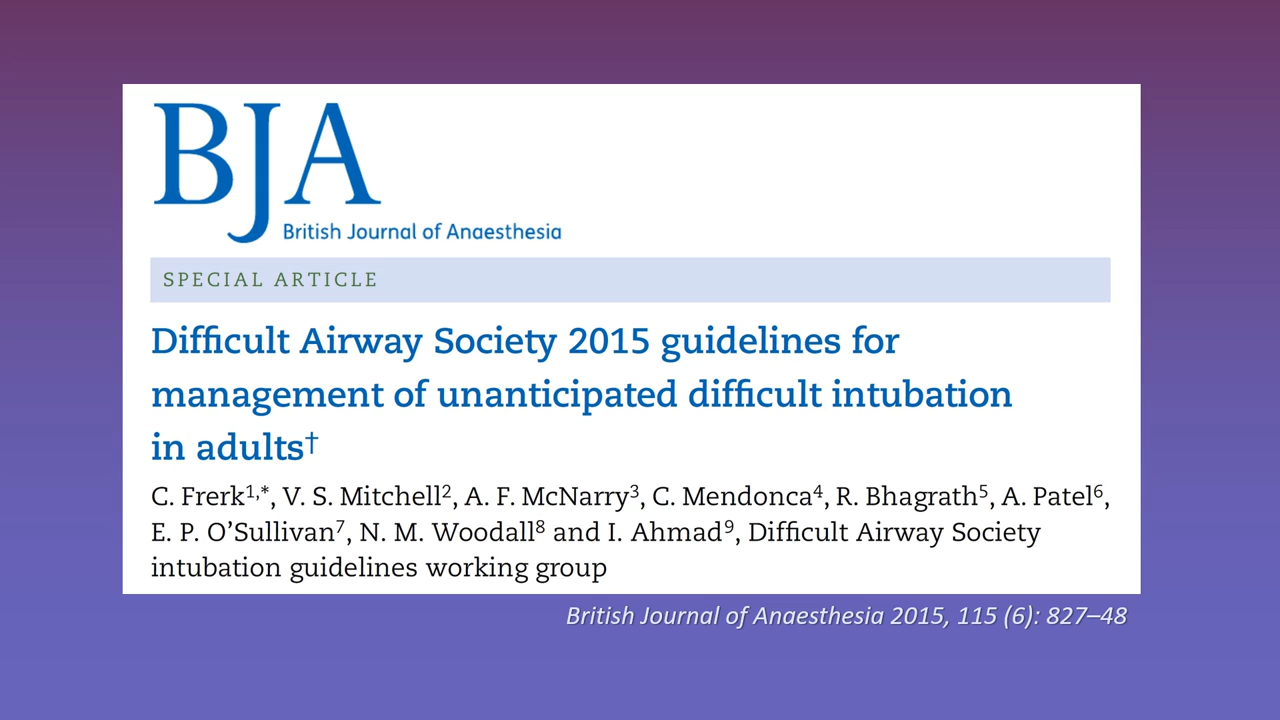 BJA
British Journal of Anaesthesia
SPECIAL ARTICLE
Difficult Airway Society 2015 guidelines for
management of unanticipated difficult intubation
in adults†
C. Frerk1,*, V. S. Mitchell2, A. F. McNarry3, C. Mendonca4, R. Bhagrath5, A. Patel6,
E. P. O’Sullivan7, N. M. Woodall8 and I. Ahmad9, Difficult Airway Society
intubation guidelines working group
British Journal of Anaesthesia 2015, 115 (6): 827–48